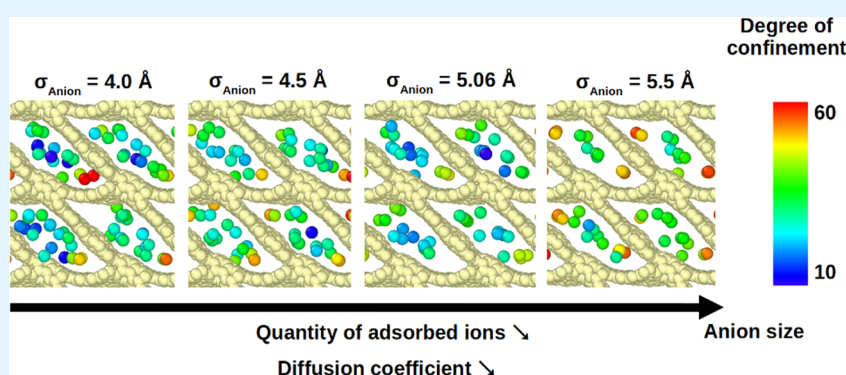 Degree of
confinement
σAnion = 4.0 Å
σAnion = 4.5 Å
σAnion = 5.06 Å
σAnion = 5.5 Å
60
10
Quantity of adsorbed ions ↘
Anion size
Diffusion coefficient ↘